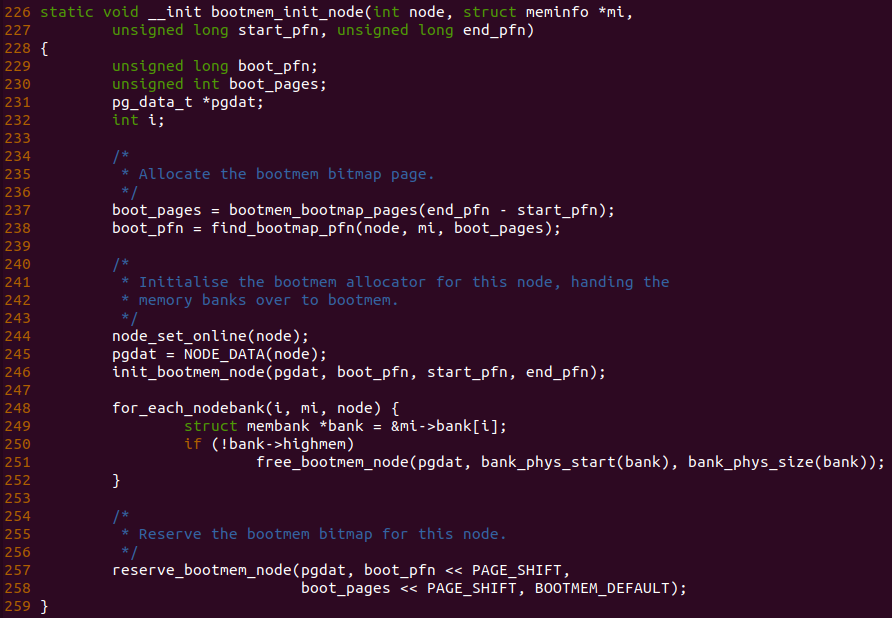 226 static void __init bootmem_init_node(int node, struct meminfo *mi,
227         unsigned long start_pfn, unsigned long end_pfn)
228 {
229         unsigned long boot_pfn;
230         unsigned int boot_pages;
231         pg_data_t *pgdat;
232         int i;
233
234         /*
235          * Allocate the bootmem bitmap page.
236          */
237         boot_pages = bootmem_bootmap_pages(end_pfn - start_pfn);
238         boot_pfn = find_bootmap_pfn(node, mi, boot_pages);
239
240         /*
241          * Initialise the bootmem allocator for this node, handing the
242          * memory banks over to bootmem.
243          */
244         node_set_online(node);
245         pgdat = NODE_DATA(node);
246         init_bootmem_node(pgdat, boot_pfn, start_pfn, end_pfn);
247
248         for_each_nodebank(i, mi, node) {
249                 struct membank *bank = &mi->bank[i];
250                 if (!bank->highmem)
251                         free_bootmem_node(pgdat, bank_phys_start(bank), bank_phys_size(bank));
252         }
253
254         /*
255          * Reserve the bootmem bitmap for this node.
256          */
257         reserve_bootmem_node(pgdat, boot_pfn << PAGE_SHIFT,
258                              boot_pages << PAGE_SHIFT, BOOTMEM_DEFAULT);
259 }